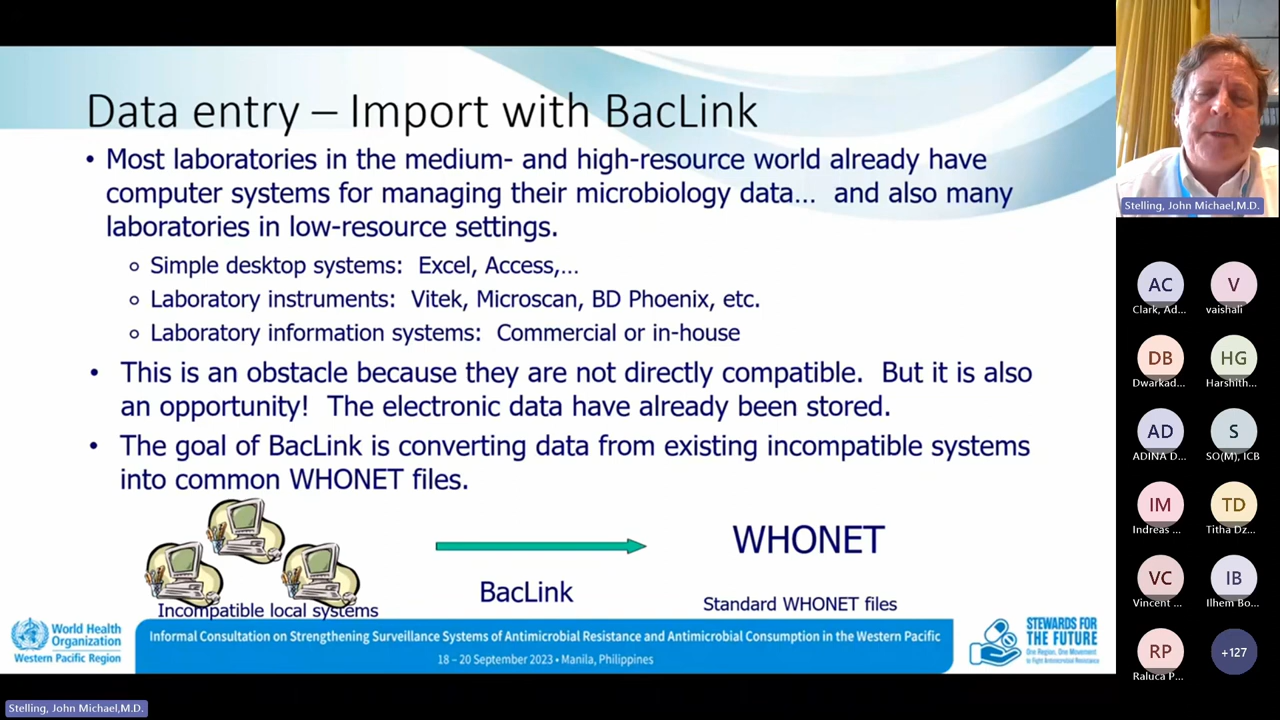 Data entry – Import with BacLink
• Most laboratories in the medium- and high-resource world already have
computer systems for managing their microbiology data… and also many
laboratories in low-resource settings.
o Simple desktop systems: Excel, Access,…
o Laboratory instruments: Vitek, Microscan, BD Phoenix, etc.
o Laboratory information systems: Commercial or in-house
• This is an obstacle because they are not directly compatible. But it is also
an opportunity! The electronic data have already been stored.
• The goal of BacLink is converting data from existing incompatible systems
into common WHONET files.
Incompatible local systems
BacLink
WHONET
Standard WHONET files
World Health
Organization
Western Pacific Region
Informal Consultation on Strengthening Surveillance Systems of Antimicrobial Resistance and Antimicrobial Consumption in the Western Pacific
18 – 20 September 2023 • Manila, Philippines
STEWARDS FOR
THE FUTURE
One Region, One Movement
to Fight Antimicrobial Resistance
Stelling, John Michael,M.D.
AC
Clark, Ad...
V
vaishali
DB
Dwarkad...
HG
Harshith...
AD
ADINA D...
S
SO(M), ICB
IM
Indreas ...
TD
Titha Dz...
VC
Vincent ...
IB
Ilhem Bo...
RP
Raluca P...
+127
Stelling, John Michael,M.D.